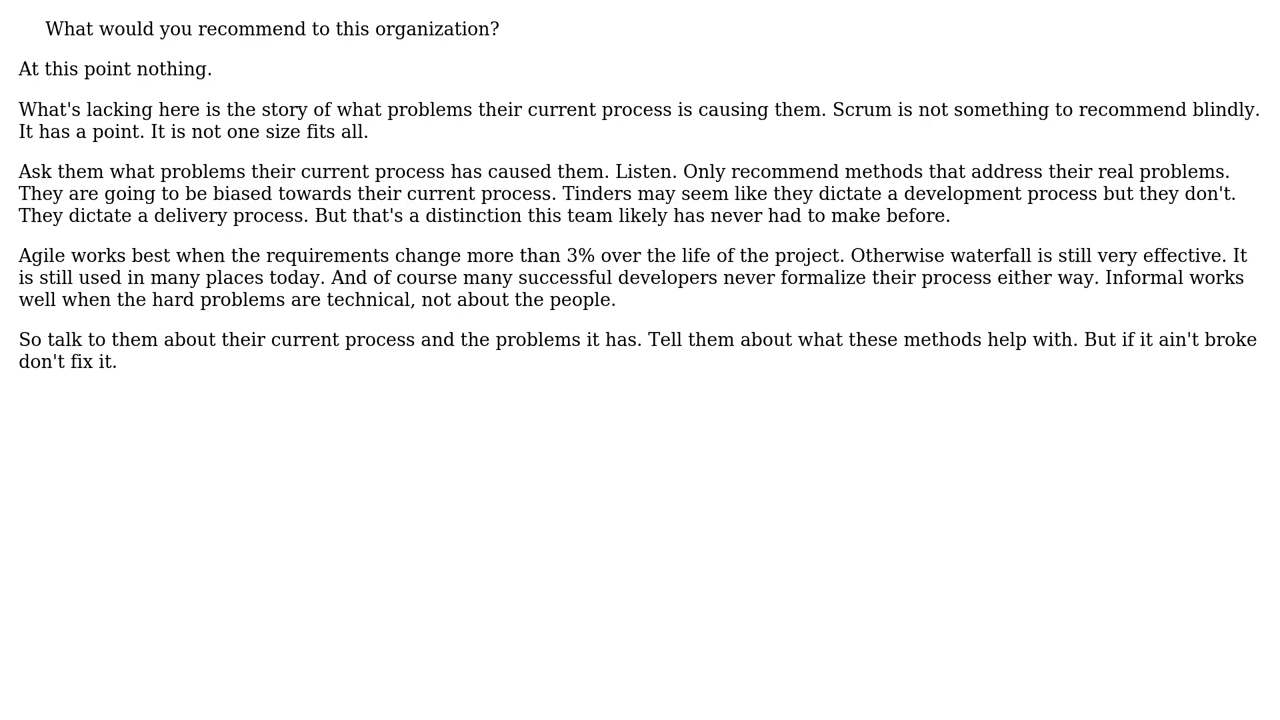 What would you recommend to this organization?
At this point nothing.
What's lacking here is the story of what problems their current process is causing them. Scrum is not something to recommend blindly.
It has a point. It is not one size fits all.
Ask them what problems their current process has caused them. Listen. Only recommend methods that address their real problems.
They are going to be biased towards their current process. Tinders may seem like they dictate a development process but they don't.
They dictate a delivery process. But that's a distinction this team likely has never had to make before.
Agile works best when the requirements change more than 3% over the life of the project. Otherwise waterfall is still very effective. It
is still used in many places today. And of course many successful developers never formalize their process either way. Informal works
well when the hard problems are technical, not about the people.
So talk to them about their current process and the problems it has. Tell them about what these methods help with. But if it ain't broke
don't fix it.